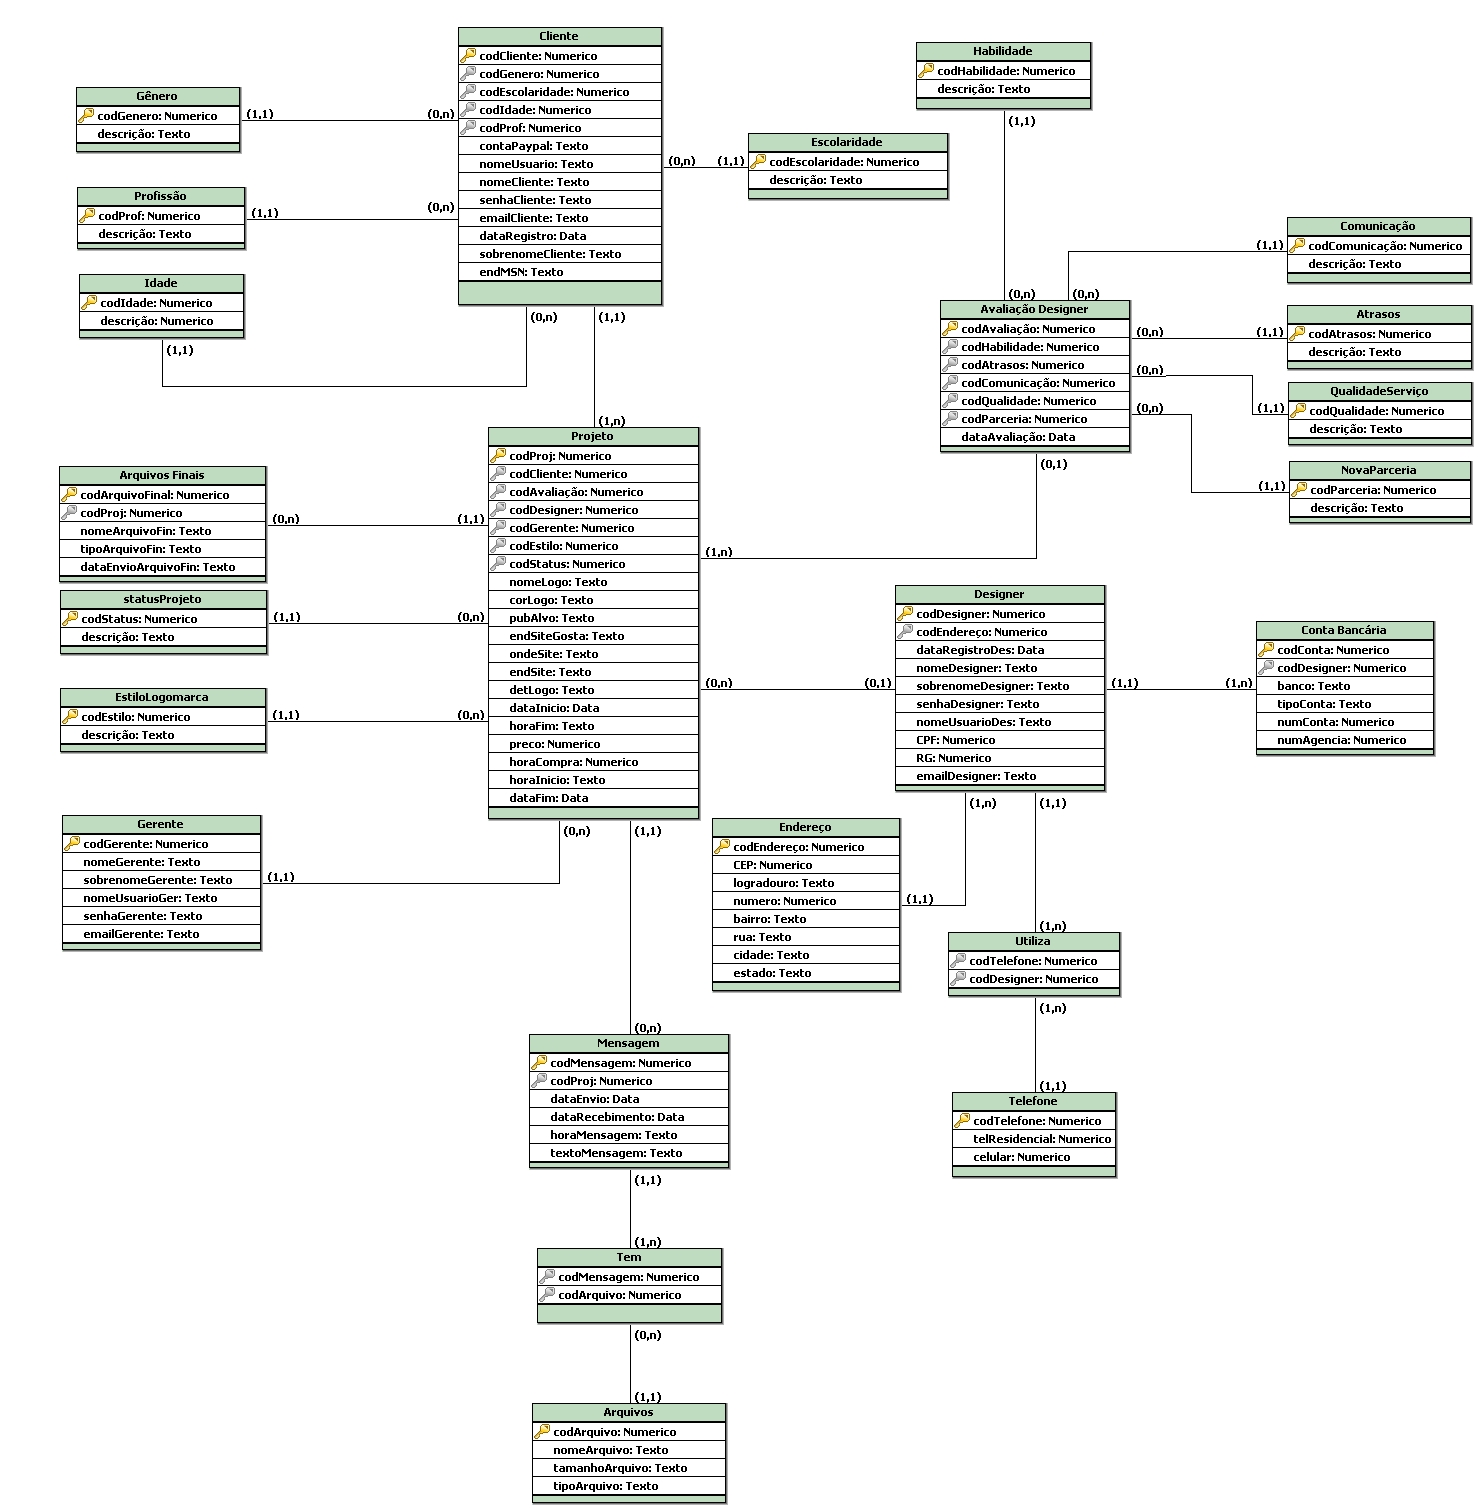 Cliente
codCliente: Numerico
codGenero: Numerico
codEscolaridade: Numerico
codIdade: Numerico
codProf: Numerico
contaPaypal: Texto
nomeUsuario: Texto
nomeCliente: Texto
senhaCliente: Texto
emailCliente: Texto
dataRegistro: Data
sobrenomeCliente: Texto
endMSN: Texto
Habilidade
codHabilidade: Numerico
descrição: Texto
(1,1)
Gênero
codGenero: Numerico
descrição: Texto
(1,1)
(0,n)
Escolaridade
codEscolaridade: Numerico
descrição: Texto
(0,n)
(1,1)
Profissão
codProf: Numerico
descrição: Texto
(1,1)
(0,n)
Idade
codIdade: Numerico
descrição: Numerico
(1,1)
(0,n)
(1,1)
(1,n)
Comunicação
codComunicação: Numerico
descrição: Texto
(1,1)
(0,n)
(0,n)
Avaliação Designer
codAvaliação: Numerico
codHabilidade: Numerico
codAtrasos: Numerico
codComunicação: Numerico
codQualidade: Numerico
codParceria: Numerico
dataAvaliação: Data
(0,n)
(1,1)
Atrasos
codAtrasos: Numerico
descrição: Texto
(0,n)
(1,1)
QualidadeServiço
codQualidade: Numerico
descrição: Texto
(0,n)
(1,1)
NovaParceria
codParceria: Numerico
descrição: Texto
(0,1)
(1,n)
Projeto
codProj: Numerico
codCliente: Numerico
codAvaliação: Numerico
codDesigner: Numerico
codGerente: Numerico
codEstilo: Numerico
codStatus: Numerico
nomeLogo: Texto
corLogo: Texto
pubAlvo: Texto
endSiteGosta: Texto
ondeSite: Texto
endSite: Texto
detLogo: Texto
dataInicio: Data
horaFim: Texto
preco: Numerico
horaCompra: Numerico
horaInicio: Texto
dataFim: Data
Arquivos Finais
codArquivoFinal: Numerico
codProj: Numerico
nomeArquivoFin: Texto
tipoArquivoFin: Texto
dataEnvioArquivoFin: Texto
(0,n)
(1,1)
statusProjeto
codStatus: Numerico
descrição: Texto
(1,1)
(0,n)
EstiloLogomarca
codEstilo: Numerico
descrição: Texto
(1,1)
(0,n)
Designer
codDesigner: Numerico
codEndereço: Numerico
dataRegistroDes: Data
nomeDesigner: Texto
sobrenomeDesigner: Texto
senhaDesigner: Texto
nomeUsuarioDes: Texto
CPF: Numerico
RG: Numerico
emailDesigner: Texto
(0,n)
(0,1)
(1,1)
(1,n)
Conta Bancária
codConta: Numerico
codDesigner: Numerico
banco: Texto
tipoConta: Texto
numConta: Numerico
numAgencia: Numerico
Gerente
codGerente: Numerico
nomeGerente: Texto
sobrenomeGerente: Texto
nomeUsuarioGer: Texto
senhaGerente: Texto
emailGerente: Texto
(1,1)
(0,n)
(1,1)
(1,n)
(1,1)
Endereço
codEndereço: Numerico
CEP: Numerico
logradouro: Texto
numero: Numerico
bairro: Texto
rua: Texto
cidade: Texto
estado: Texto
(1,1)
(1,n)
Utiliza
codTelefone: Numerico
codDesigner: Numerico
(1,n)
(1,1)
Telefone
codTelefone: Numerico
telResidencial: Numerico
celular: Numerico
(0,n)
Mensagem
codMensagem: Numerico
codProj: Numerico
dataEnvio: Data
dataRecebimento: Data
horaMensagem: Texto
textoMensagem: Texto
(1,1)
(1,n)
Tem
codMensagem: Numerico
codArquivo: Numerico
(0,n)
(1,1)
Arquivos
codArquivo: Numerico
nomeArquivo: Texto
tamanhoArquivo: Texto
tipoArquivo: Texto